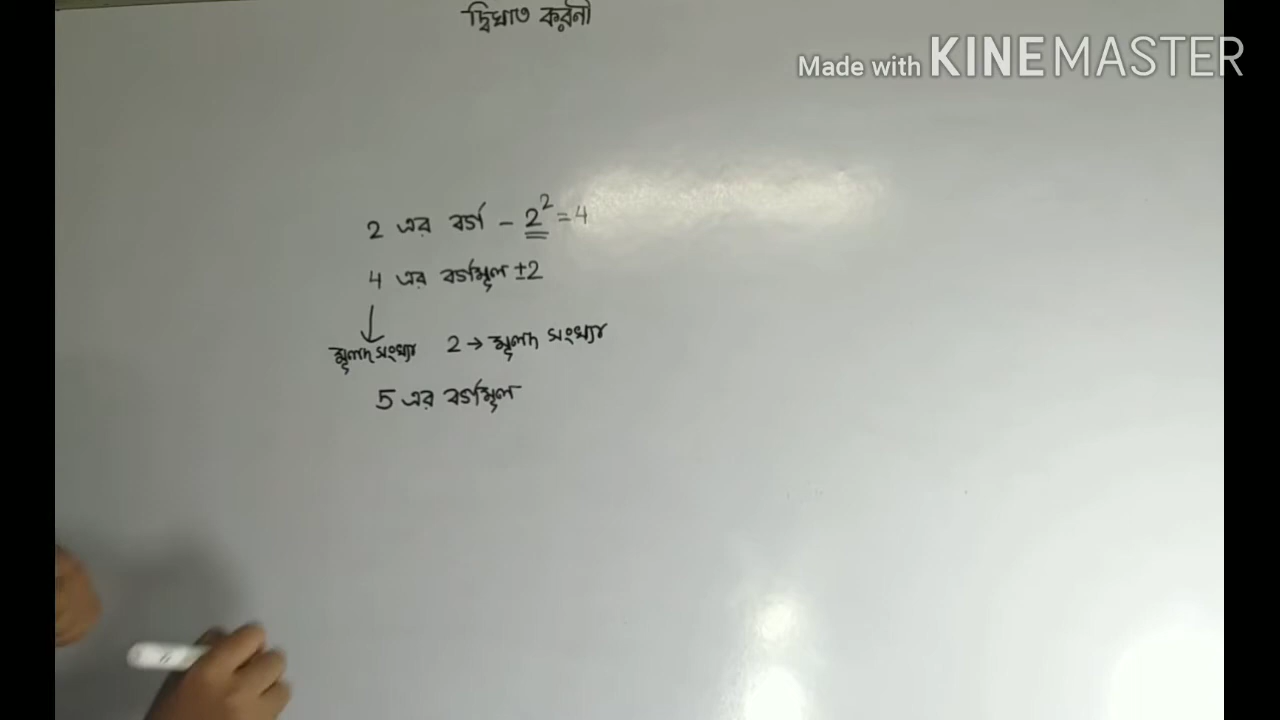 দ্বিঘাত করণী
Made with KINEMASTER
2 এর বর্গ - 2² = 4
4 এর বর্গমূল ±2
↓
মূলদ সংখ্যা 2 → মূলদ সংখ্যা
5 এর বর্গমূল